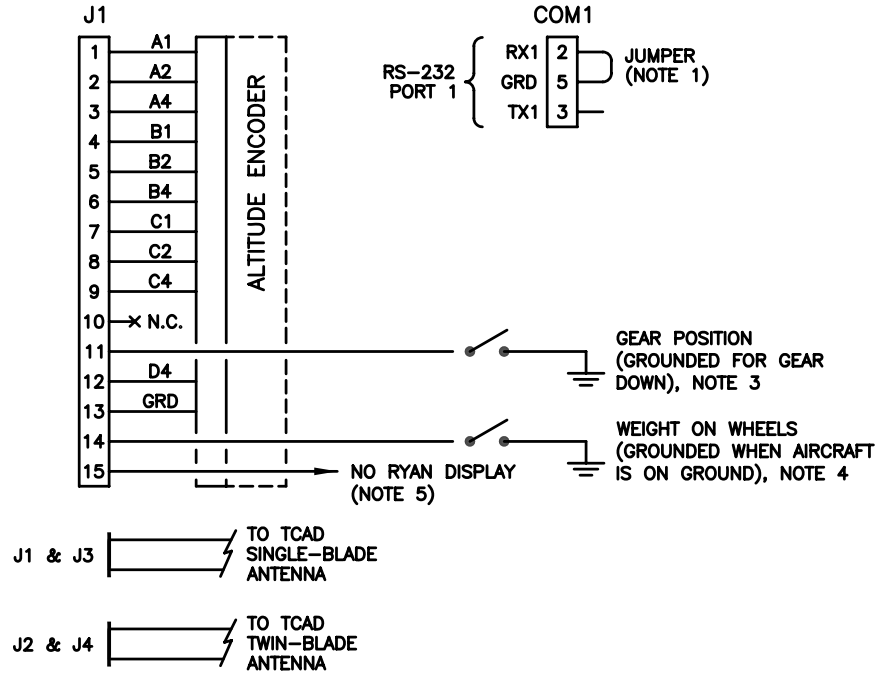 J1
1 A1
2 A2
3 A4
4 B1
5 B2
6 B4
7 C1
8 C2
9 C4
10 N.C.
11
12 D4
13 GRD
14
15
ALTITUDE ENCODER
COM1
RS-232
PORT 1
RX1 2
GRD 5
TX1 3
JUMPER
(NOTE 1)
GEAR POSITION
(GROUNDED FOR GEAR
DOWN), NOTE 3
WEIGHT ON WHEELS
(GROUNDED WHEN AIRCRAFT
IS ON GROUND), NOTE 4
NO RYAN DISPLAY
(NOTE 5)
J1 & J3
TO TCAD
SINGLE-BLADE
ANTENNA
J2 & J4
TO TCAD
TWIN-BLADE
ANTENNA